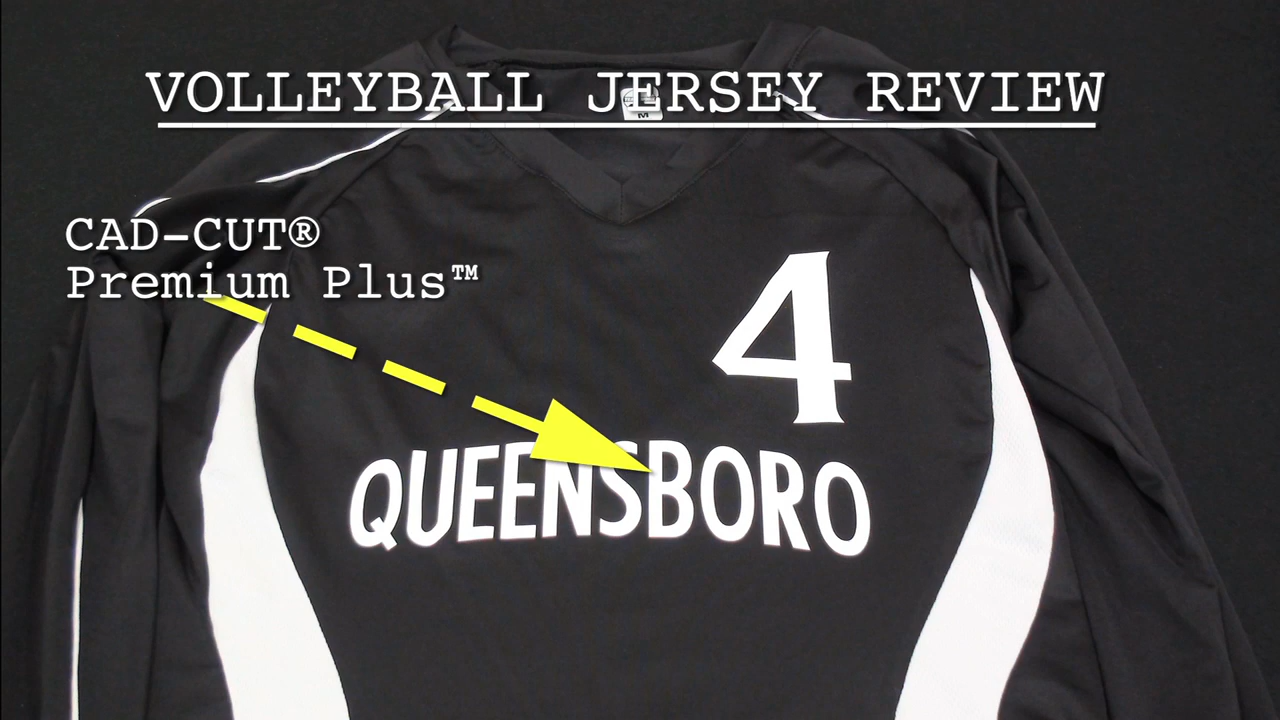 VOLLEYBALL JERSEY REVIEW
M
CAD-CUT®
Premium Plus™
4
QUEENSBORO